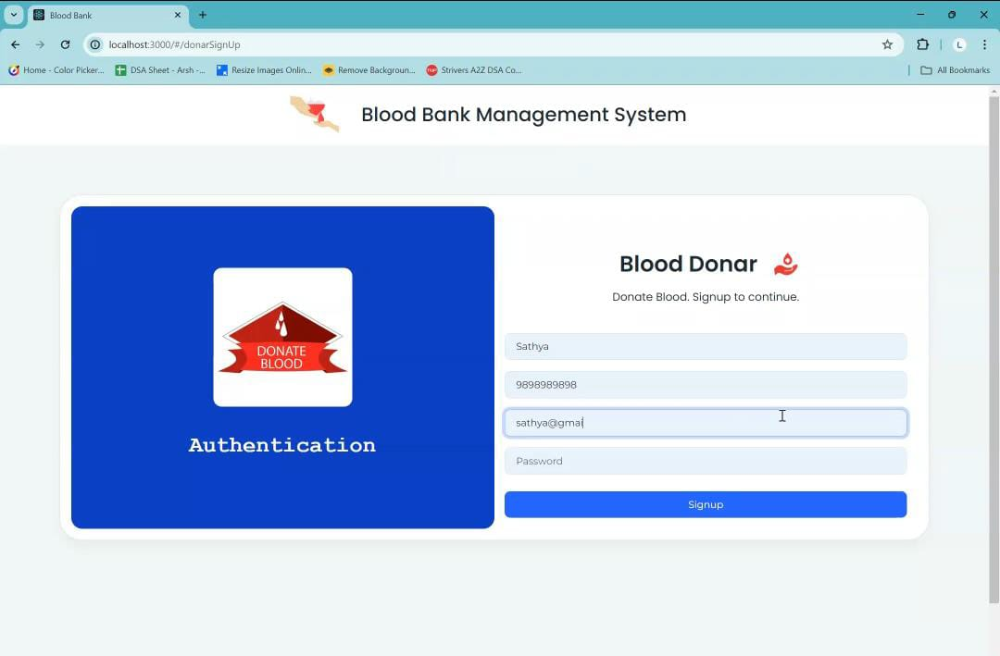 Blood Bank
localhost:3000/#/donarSignUp
L
Home - Color Picker...
DSA Sheet - Arsh -...
Resize Images Onlin...
Remove Backgroun...
Strivers A2Z DSA Co...
All Bookmarks
Blood Bank Management System
DONATE
BLOOD
Authentication
Blood Donar
Donate Blood. Signup to continue.
Sathya
9898989898
sathya@gmai
Password
Signup